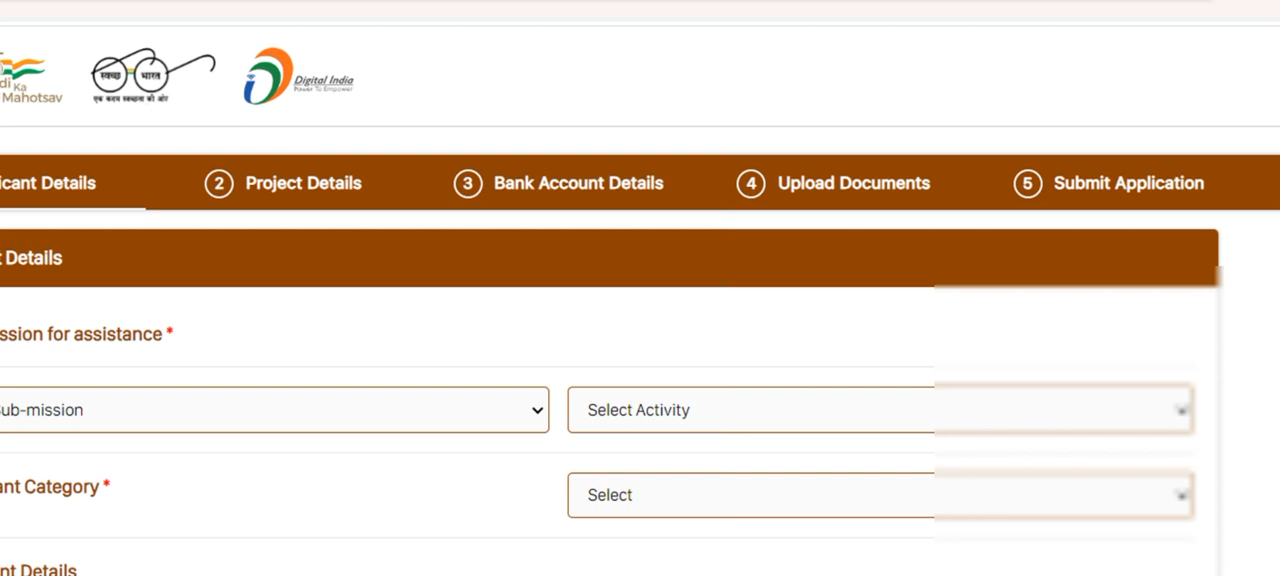 di Ka
Mahotsav
स्वच्छ भारत
एक कदम स्वच्छता की ओर
Digital India
Power To Empower
icant Details
2 Project Details
3 Bank Account Details
4 Upload Documents
5 Submit Application
t Details
ssion for assistance *
Sub-mission
Select Activity
ant Category *
Select
nt Details